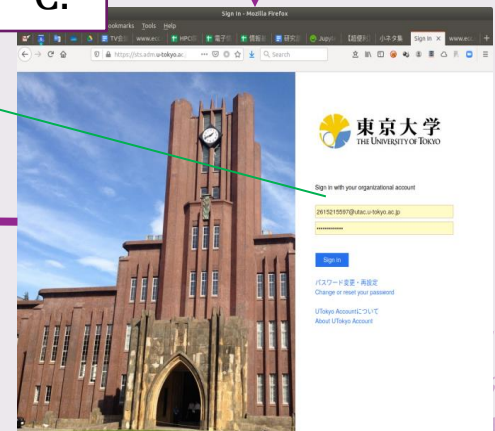 C.
Sign In - Mozilla Firefox
ookmarks Tools Help
Sign In ×
https://sts.adm.u-tokyo.ac.
Search
東京大学
THE UNIVERSITY OF TOKYO
Sign in with your organizational account
2615215597@utac.u-tokyo.ac.jp
Sign in
パスワード変更・再設定
Change or reset your password
UTokyo Accountについて
About UTokyo Account